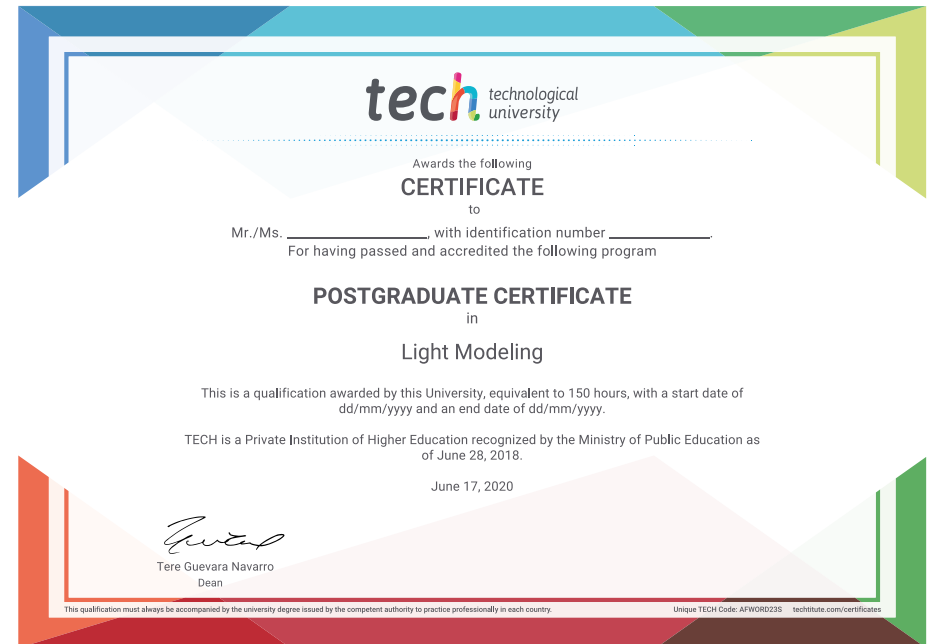 tech technological
university
Awards the following
CERTIFICATE
to
Mr./Ms. ____________, with identification number ____________.
For having passed and accredited the following program
POSTGRADUATE CERTIFICATE
in
Light Modeling
This is a qualification awarded by this University, equivalent to 150 hours, with a start date of
dd/mm/yyyy and an end date of dd/mm/yyyy.
TECH is a Private Institution of Higher Education recognized by the Ministry of Public Education as
of June 28, 2018.
June 17, 2020
Tere Guevara Navarro
Dean
This qualification must always be accompanied by the university degree issued by the competent authority to practice professionally in each country. Unique TECH Code: AFWORD23S techtitute.com/certificates